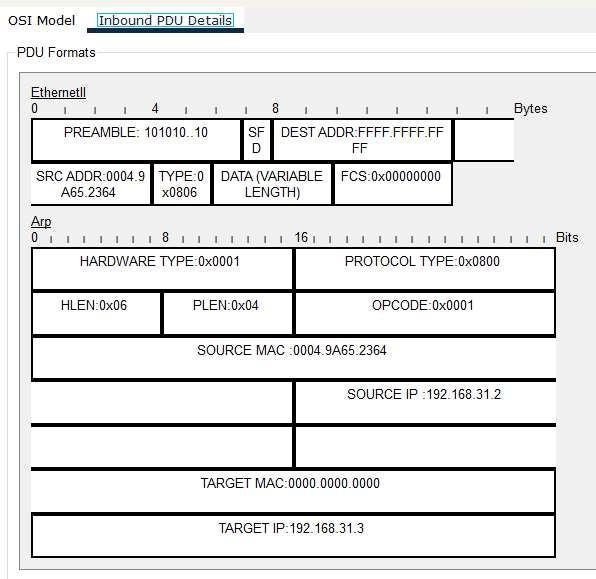 OSI Model Inbound PDU Details
PDU Formats
EthernetII
0 4 8 Bytes
PREAMBLE: 101010..10
SF
D
DEST ADDR:FFFF.FFFF.FF
FF
SRC ADDR:0004.9
A65.2364
TYPE:0
x0806
DATA (VARIABLE
LENGTH)
FCS:0x00000000
Arp
0 8 16 Bits
HARDWARE TYPE:0x0001 PROTOCOL TYPE:0x0800
HLEN:0x06 PLEN:0x04 OPCODE:0x0001
SOURCE MAC :0004.9A65.2364
SOURCE IP :192.168.31.2
TARGET MAC:0000.0000.0000
TARGET IP:192.168.31.3